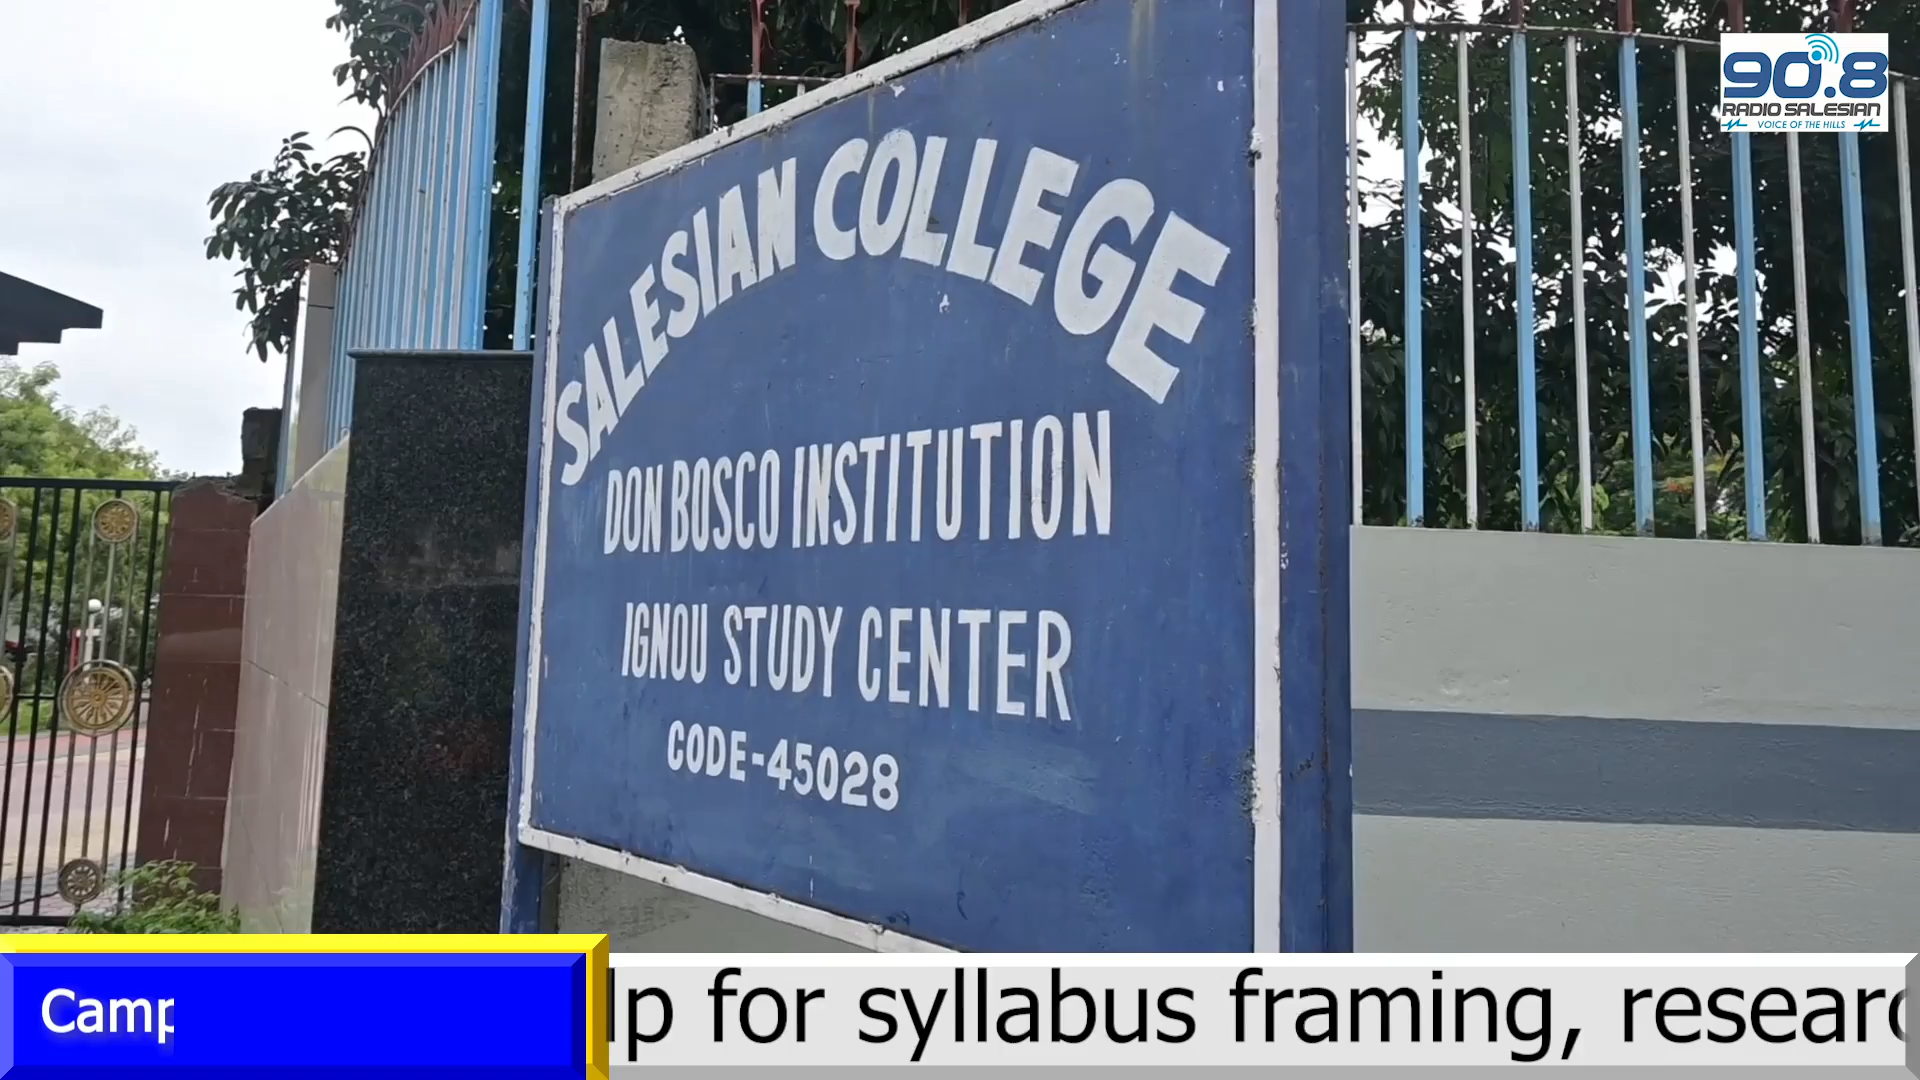 90.8
RADIO SALESIAN
VOICE OF THE HILLS
SALESIAN COLLEGE
DON BOSCO INSTITUTION
IGNOU STUDY CENTER
CODE-45028
Camp
lp for syllabus framing, researc